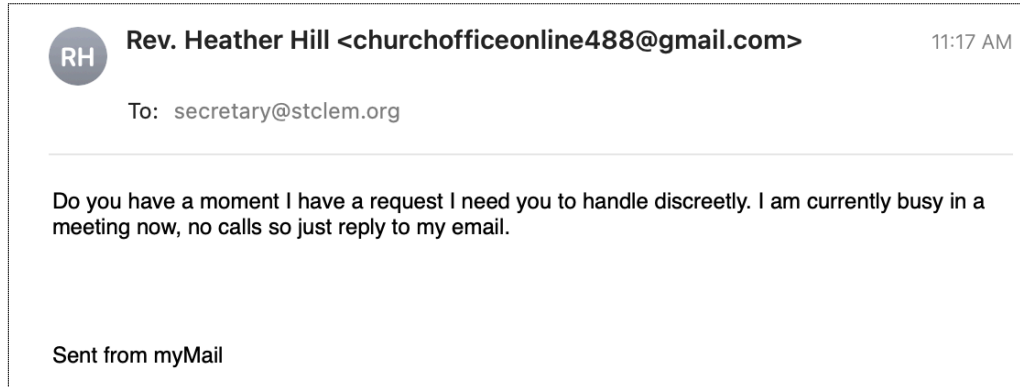 RH
Rev. Heather Hill <churchofficeonline488@gmail.com>
11:17 AM
To: secretary@stclem.org
Do you have a moment I have a request I need you to handle discreetly. I am currently busy in a
meeting now, no calls so just reply to my email.
Sent from myMail